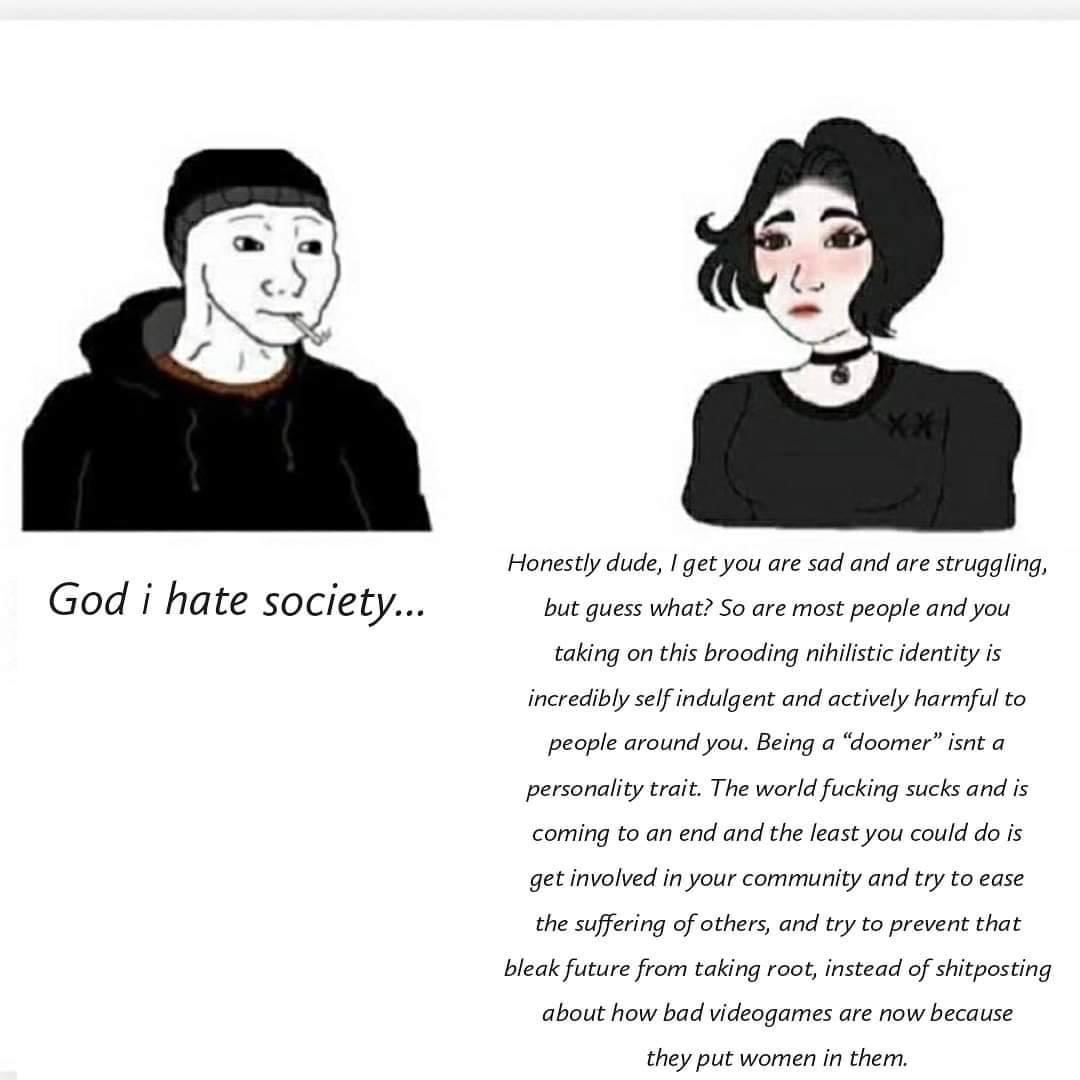 God i hate society...
Honestly dude, I get you are sad and are struggling,
but guess what? So are most people and you
taking on this brooding nihilistic identity is
incredibly self indulgent and actively harmful to
people around you. Being a “doomer” isnt a
personality trait. The world fucking sucks and is
coming to an end and the least you could do is
get involved in your community and try to ease
the suffering of others, and try to prevent that
bleak future from taking root, instead of shitposting
about how bad videogames are now because
they put women in them.
XX